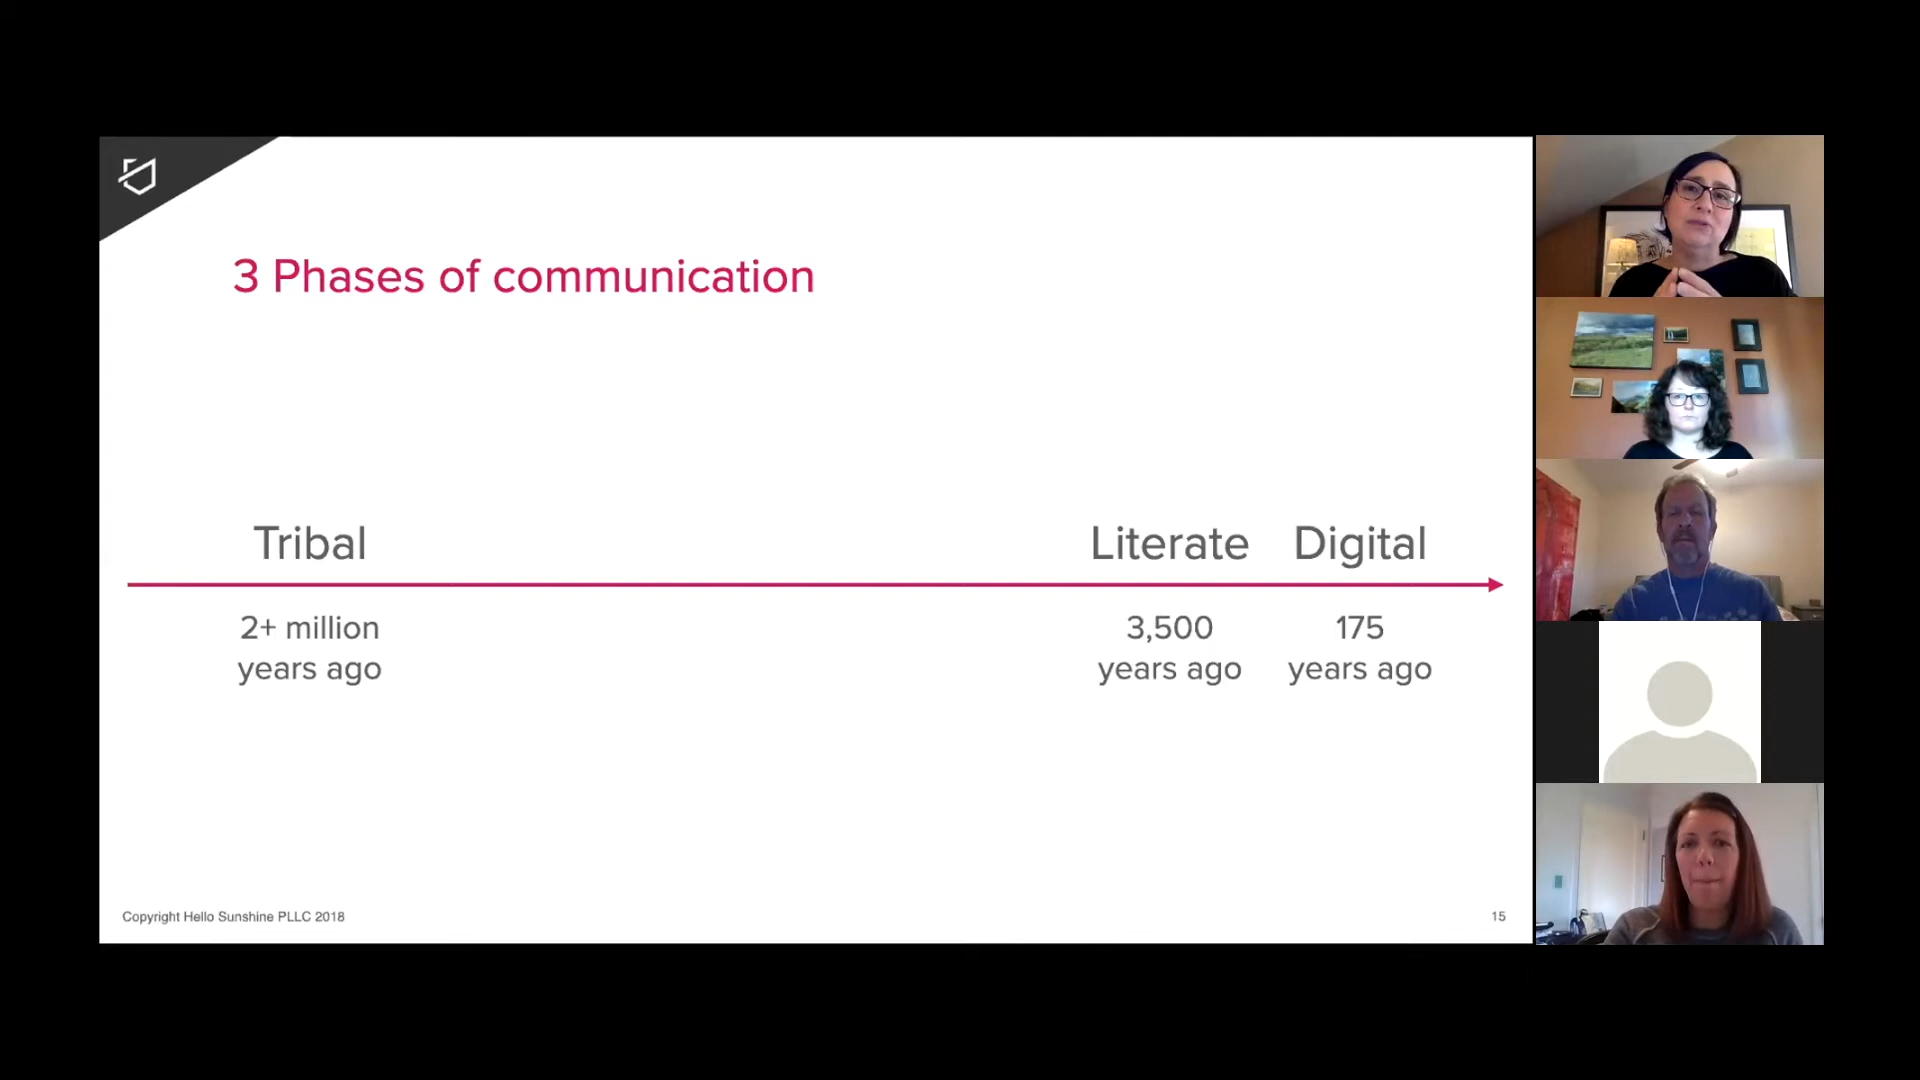 3 Phases of communication
Tribal
Literate
Digital
2+ million
years ago
3,500
years ago
175
years ago
Copyright Hello Sunshine PLLC 2018
15